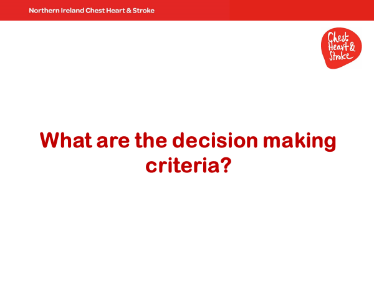 Northern Ireland Chest Heart & Stroke
Chest
Heart &
Stroke
What are the decision making
criteria?